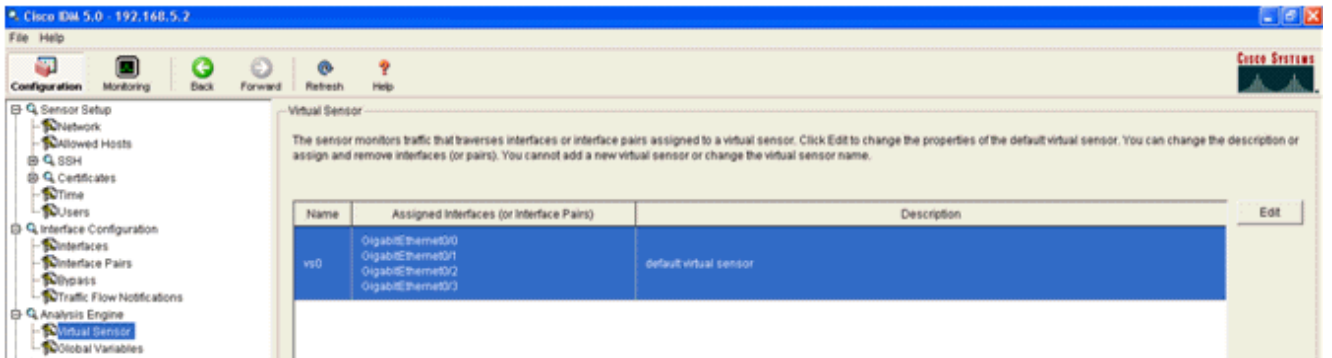 Cisco IDM 5.0 - 192.168.5.2
File Help
Configuration Monitoring Back Forward Refresh Help
CISCO SYSTEMS
Sensor Setup
Network
Allowed Hosts
SSH
Certificates
Time
Users
Interface Configuration
Interfaces
Interface Pairs
Bypass
Traffic Flow Notifications
Analysis Engine
Virtual Sensor
Global Variables
Virtual Sensor
The sensor monitors traffic that traverses interfaces or interface pairs assigned to a virtual sensor. Click Edit to change the properties of the default virtual sensor. You can change the description or
assign and remove interfaces (or pairs). You cannot add a new virtual sensor or change the virtual sensor name.
Name Assigned Interfaces (or Interface Pairs) Description Edit
GigabitEthernet0/0
GigabitEthernet0/1
vs0 default virtual sensor
GigabitEthernet0/2
GigabitEthernet0/3